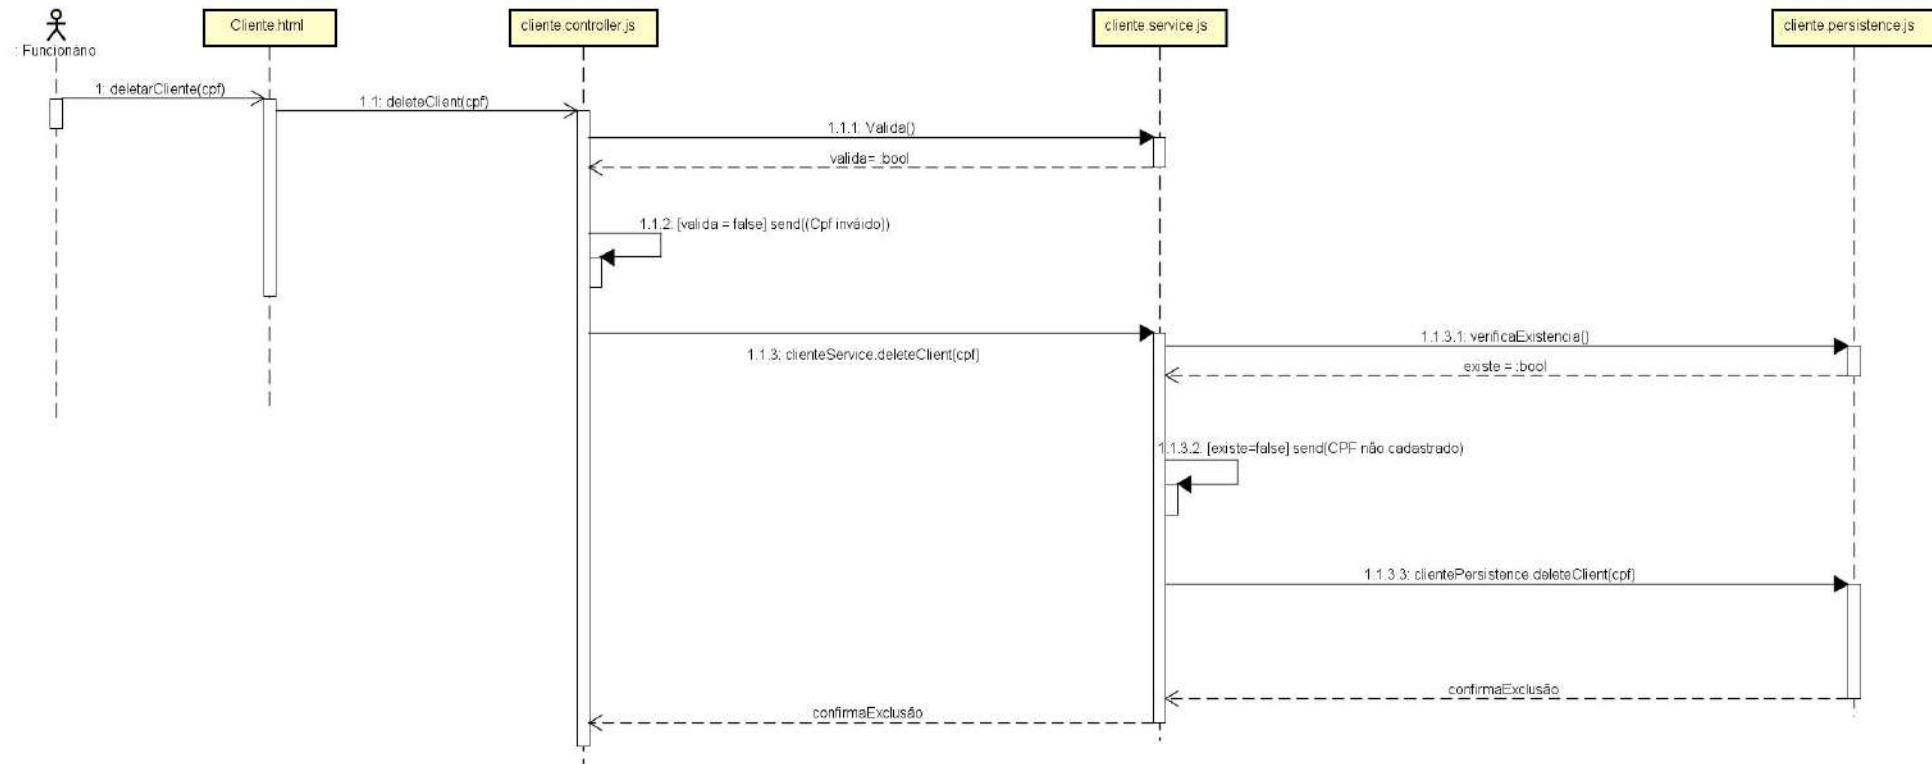 Cliente.html
cliente.controller.js
cliente.service.js
cliente.persistence.js
: Funcionário
1: deletarCliente(cpf)
1.1: deleteClient(cpf)
1.1.1: Valida()
valida= :bool
1.1.2: [valida = false] send((Cpf inváido))
1.1.3: clienteService.deleteClient(cpf)
1.1.3.1: verificaExistencia()
existe = :bool
1.1.3.2: [existe=false] send(CPF não cadastrado)
1.1.3.3: clientePersistence.deleteClient(cpf)
confirmaExclusão
confirmaExclusão